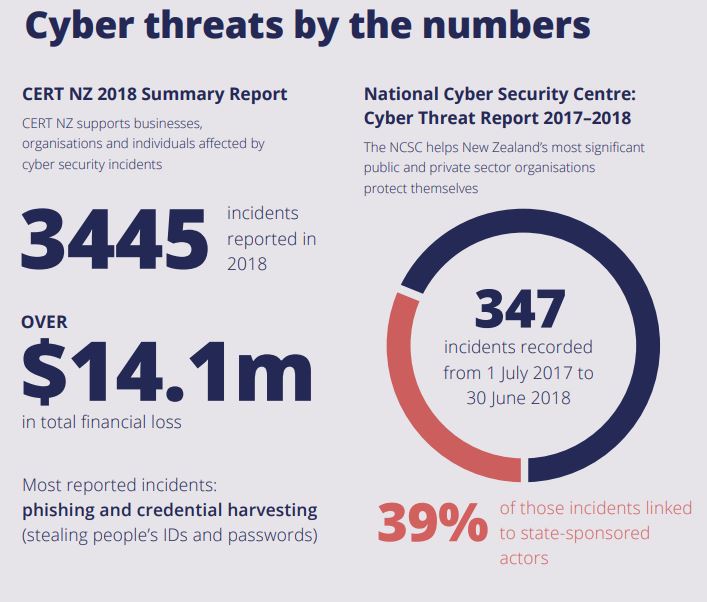 Cyber threats by the numbers
CERT NZ 2018 Summary Report
CERT NZ supports businesses,
organisations and individuals affected by
cyber security incidents
3445
incidents
reported in
2018
OVER
$14.1m
in total financial loss
Most reported incidents:
phishing and credential harvesting
(stealing people's IDs and passwords)
National Cyber Security Centre:
Cyber Threat Report 2017–2018
The NCSC helps New Zealand's most significant
public and private sector organisations
protect themselves
347
incidents recorded
from 1 July 2017 to
30 June 2018
39%
of those incidents linked
to state-sponsored
actors